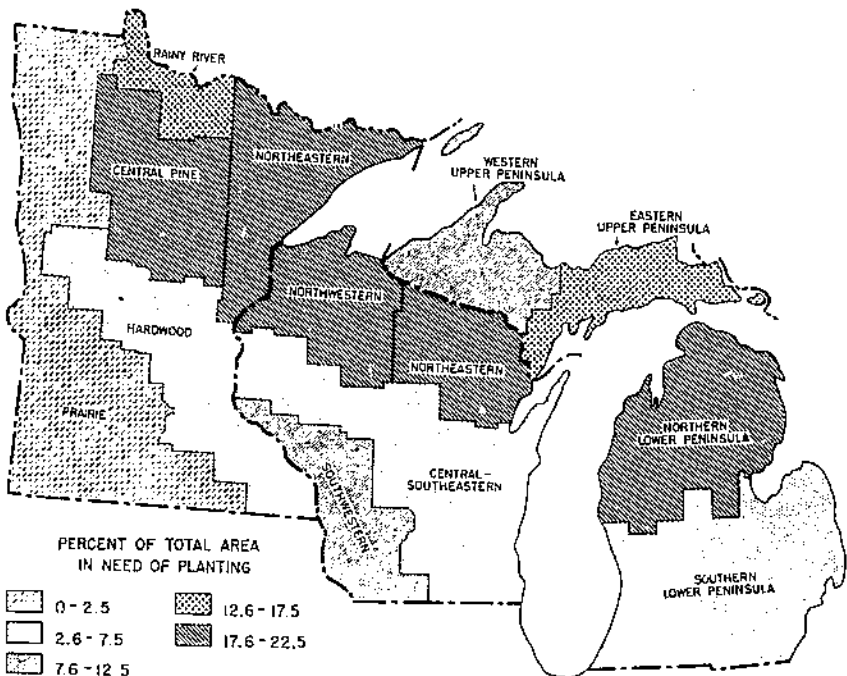 RAINY RIVER
CENTRAL PINE
NORTHEASTERN
WESTERN
UPPER PENINSULA
EASTERN
UPPER PENINSULA
NORTHWESTERN
HARDWOOD
NORTHEASTERN
PRAIRIE
NORTHERN
LOWER PENINSULA
CENTRAL-
SOUTHEASTERN
SOUTHWESTERN
SOUTHERN
LOWER PENINSULA
PERCENT OF TOTAL AREA
IN NEED OF PLANTING
0-2.5
2.6-7.5
7.6-12.5
12.6-17.5
17.6-22.5